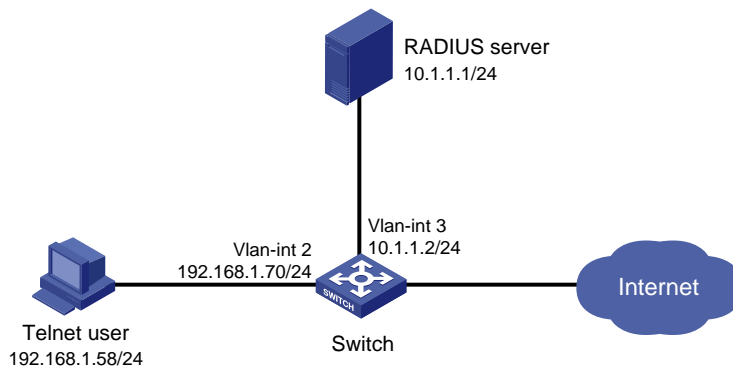 RADIUS server
10.1.1.1/24
Vlan-int 3
10.1.1.2/24
Vlan-int 2
192.168.1.70/24
SWITCH
Internet
Telnet user
192.168.1.58/24
Switch